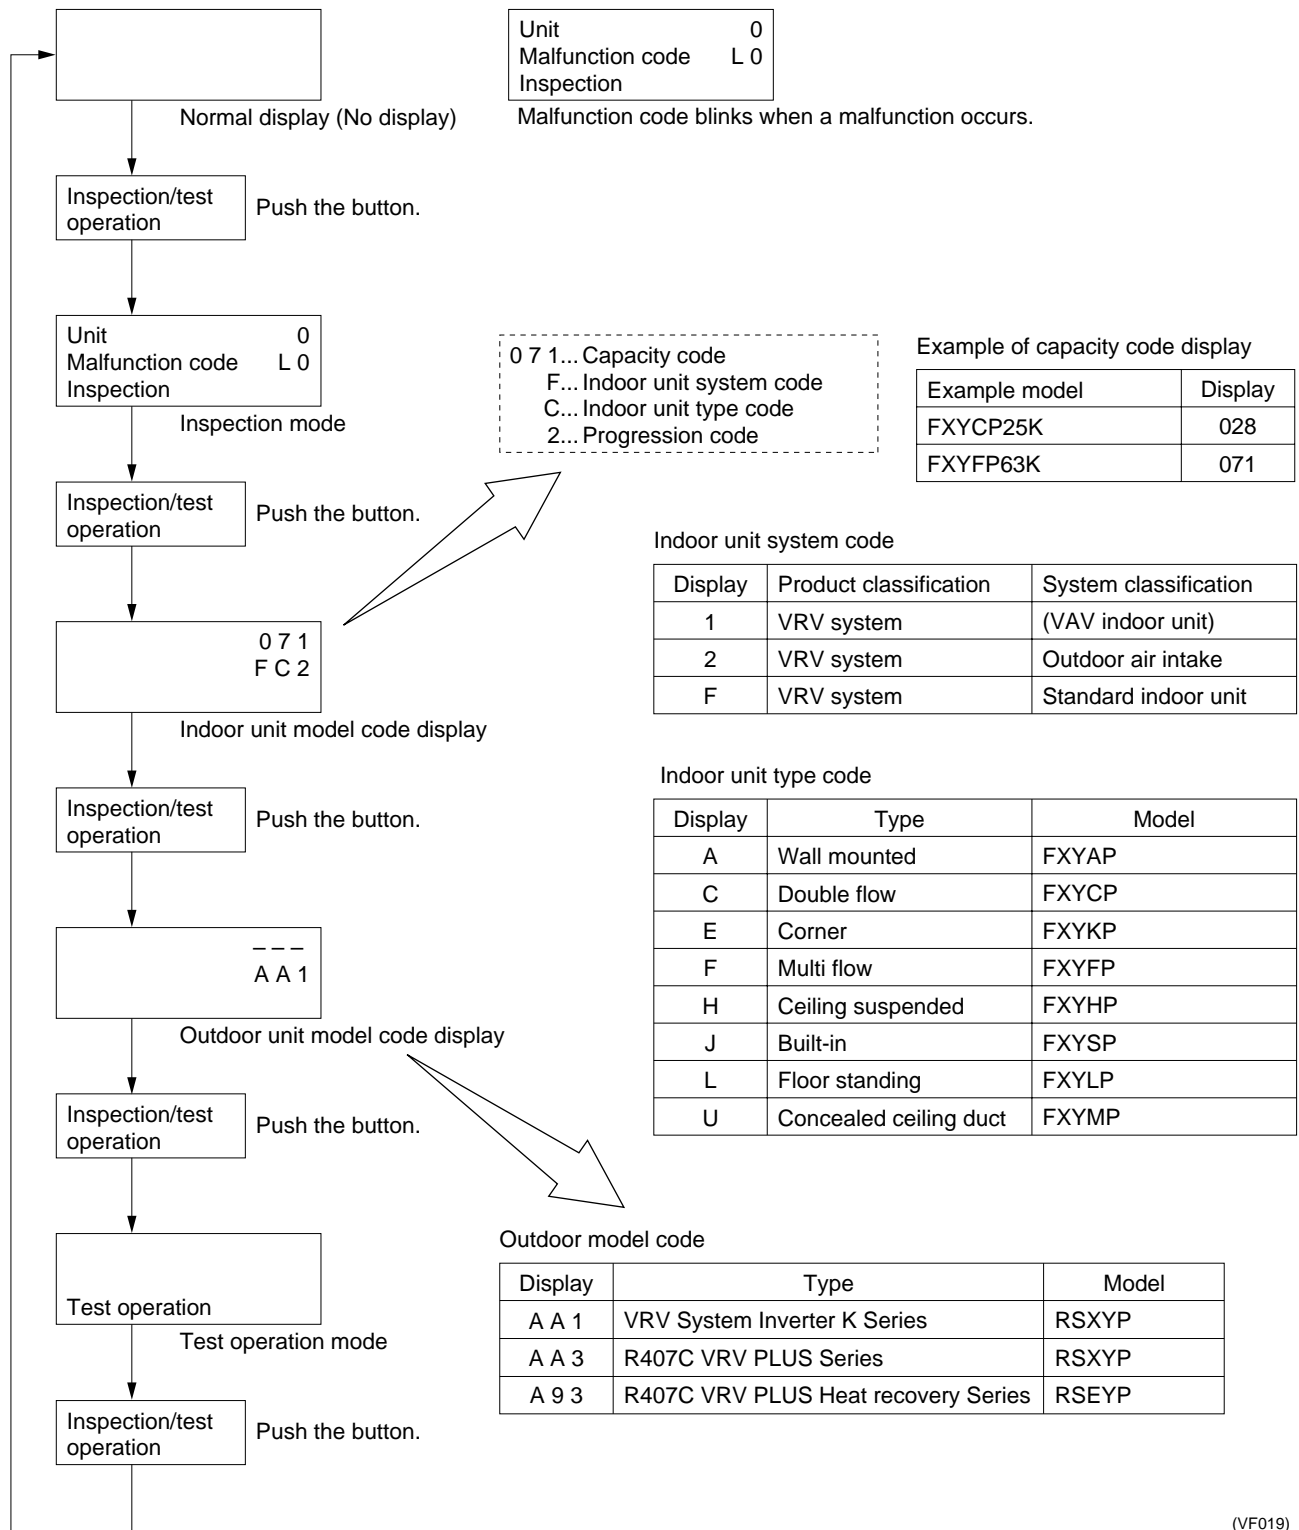 Unit 0
Malfunction code L 0
Inspection
Normal display (No display)
Malfunction code blinks when a malfunction occurs.
Inspection/test
operation
Push the button.
Unit 0
Malfunction code L 0
Inspection
Inspection mode
0 7 1... Capacity code
F... Indoor unit system code
C... Indoor unit type code
2... Progression code
Example of capacity code display
Example model Display
FXYCP25K 028
FXYFP63K 071
Inspection/test
operation
Push the button.
0 7 1
F C 2
Indoor unit model code display
Indoor unit system code
Display Product classification System classification
1 VRV system (VAV indoor unit)
2 VRV system Outdoor air intake
F VRV system Standard indoor unit
Inspection/test
operation
Push the button.
Indoor unit type code
Display Type Model
A Wall mounted FXYAP
C Double flow FXYCP
E Corner FXYKP
F Multi flow FXYFP
H Ceiling suspended FXYHP
J Built-in FXYSP
L Floor standing FXYLP
U Concealed ceiling duct FXYMP
– – –
A A 1
Outdoor unit model code display
Inspection/test
operation
Push the button.
Test operation
Test operation mode
Outdoor model code
Display Type Model
A A 1 VRV System Inverter K Series RSXYP
A A 3 R407C VRV PLUS Series RSXYP
A 9 3 R407C VRV PLUS Heat recovery Series RSEYP
Inspection/test
operation
Push the button.
(VF019)